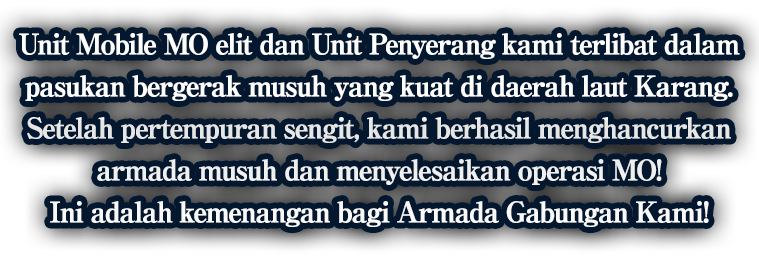 Unit Mobile MO elit dan Unit Penyerang kami terlibat dalam
pasukan bergerak musuh yang kuat di daerah laut Karang.
Setelah pertempuran sengit, kami berhasil menghancurkan
armada musuh dan menyelesaikan operasi MO!
Ini adalah kemenangan bagi Armada Gabungan Kami!